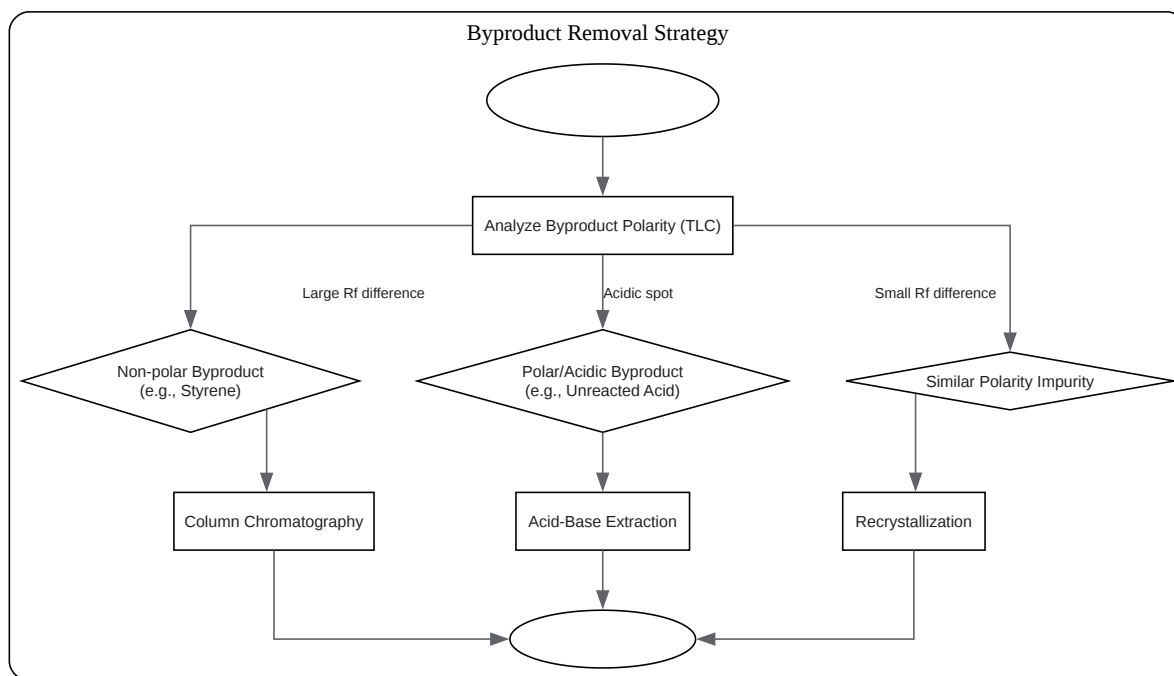 Byproduct Removal Strategy
Analyze Byproduct Polarity (TLC)
Large Rf difference
Acidic spot
Small Rf difference
Non-polar Byproduct
(e.g., Styrene)
Polar/Acidic Byproduct
(e.g., Unreacted Acid)
Similar Polarity Impurity
Column Chromatography
Acid-Base Extraction
Recrystallization